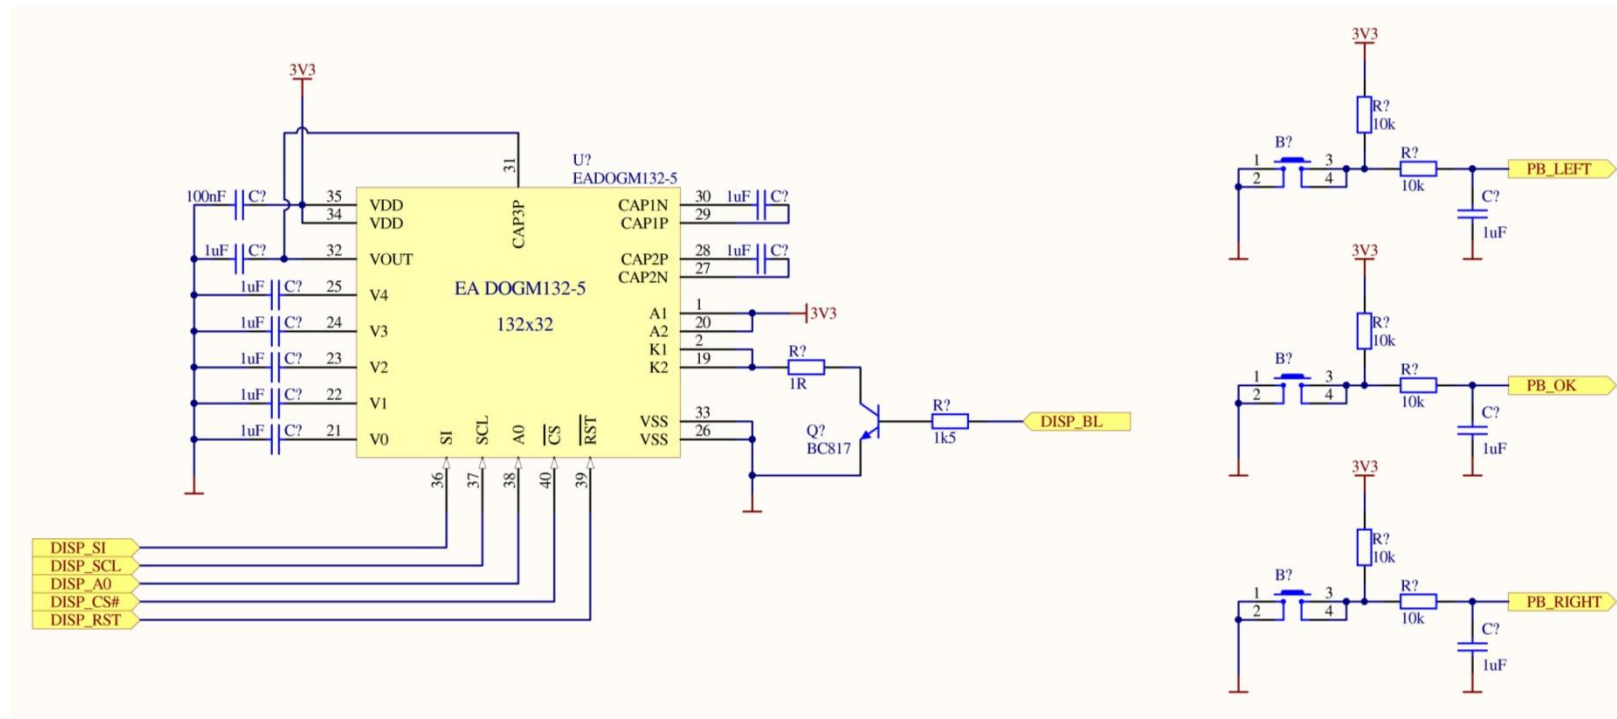 3V3
31
U?
EADOGM132-5
100nF C?
35 VDD
34 VDD
CAP3P
CAP1N 30 1uF C?
CAP1P 29
1uF C?
32 VOUT
CAP2P 28 1uF C?
CAP2N 27
1uF C? 25 V4
EA DOGM132-5
132x32
A1 1 3V3
A2 20
1uF C? 24 V3
K1 2
K2 19
R?
1R
1uF C? 23 V2
1uF C? 22 V1
VSS 33
VSS 26
Q?
BC817
R?
1k5
DISP_BL
1uF C? 21 V0
SI
SCL
A0
CS
RST
36
37
38
40
39
DISP_SI
DISP_SCL
DISP_A0
DISP_CS#
DISP_RST
3V3
R?
10k
B?
1 3
2 4
R?
10k
PB_LEFT
C?
1uF
3V3
R?
10k
B?
1 3
2 4
R?
10k
PB_OK
C?
1uF
3V3
R?
10k
B?
1 3
2 4
R?
10k
PB_RIGHT
C?
1uF